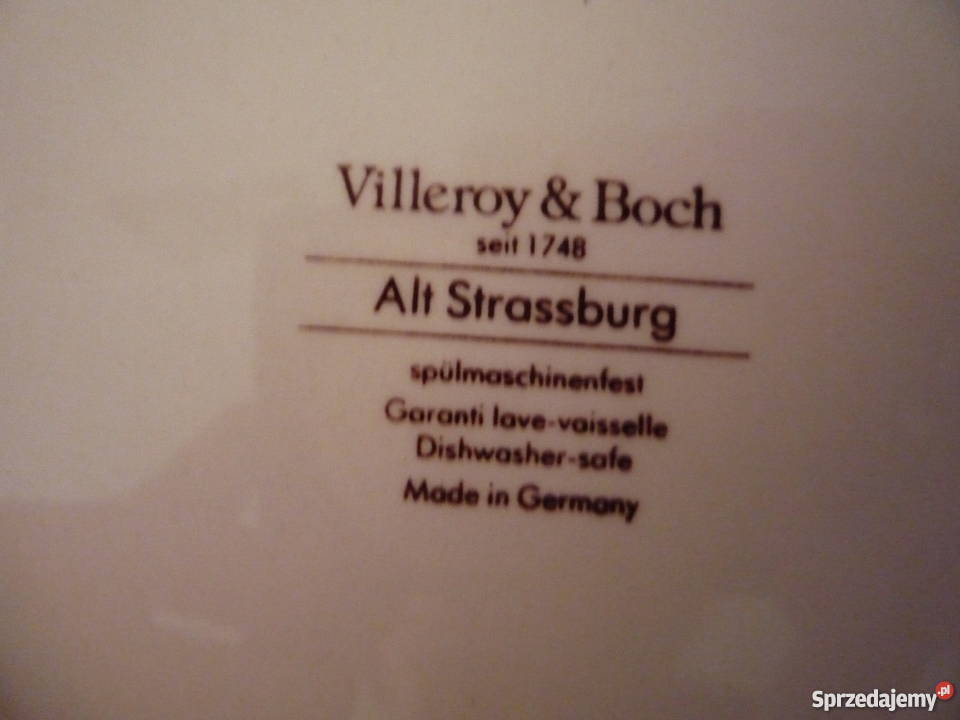 Villeroy & Boch
seit 1748
Alt Strassburg
spülmaschinenfest
Garanti lave-vaisselle
Dishwasher-safe
Made in Germany
Sprzedajemy.pl